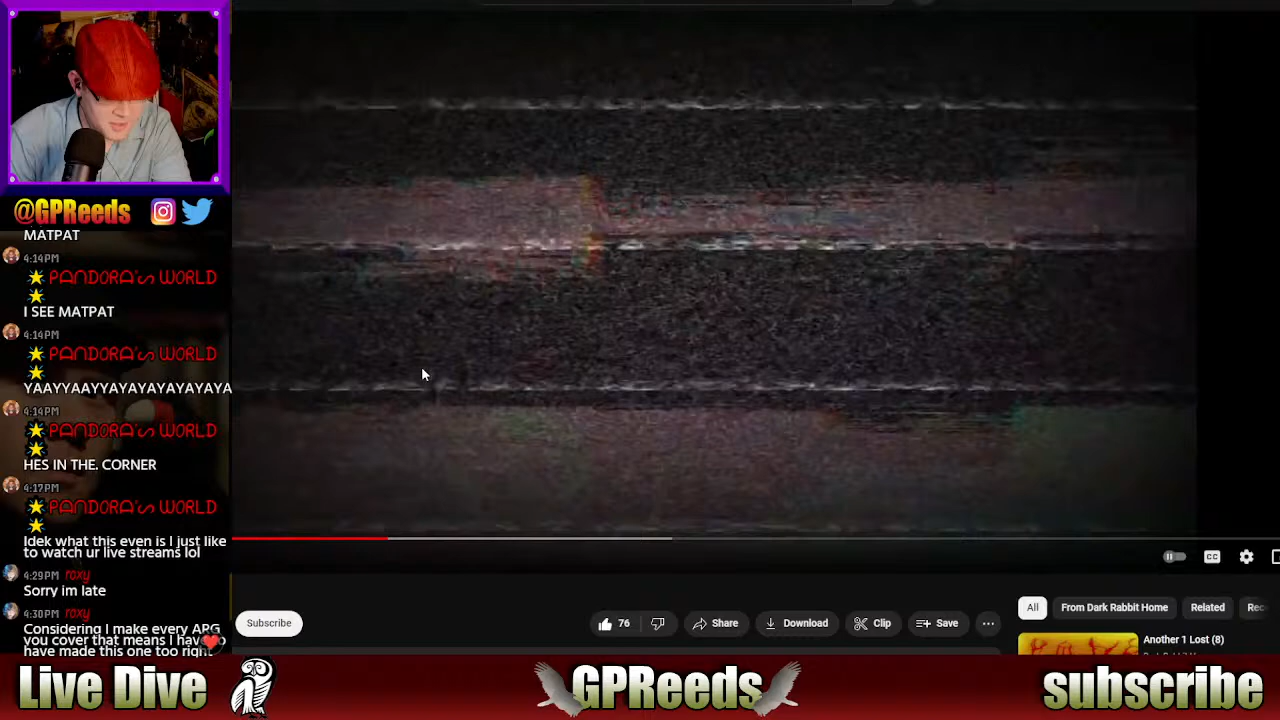 @GPReeds
MATPAT
4:14PM
PANDORA's WORLD
I SEE MATPAT
4:14PM
PANDORA's WORLD
YAAYYAAYYAYAYAYAYAYAYA
4:14PM
PANDORA's WORLD
HES IN THE. CORNER
4:17PM
PANDORA's WORLD
Idek what this even is I just like
to watch ur live streams lol
4:29PM roxy
Sorry im late
4:30PM roxy
Considering I make every ARG
you cover that means I have to
have made this one too right
CC
Subscribe
76
Share
Download
Clip
Save
All
From Dark Rabbit Home
Related
Rec
Another 1 Lost (8)
Live Dive
GPReeds
subscribe